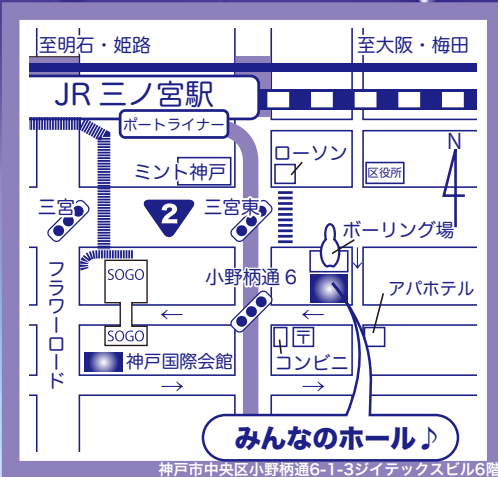 至明石・姫路
至大阪・梅田
JR 三ノ宮駅
ポートライナー
N
ローソン
ミント神戸
区役所
三宮
2
三宮東
ボーリング場
フラワーロード
SOGO
小野柄通 6
アパホテル
←
←
SOGO
〒
神戸国際会館
コンビニ
→
→
みんなのホール♪
神戸市中央区小野柄通6-1-3ジイテックスビル6階